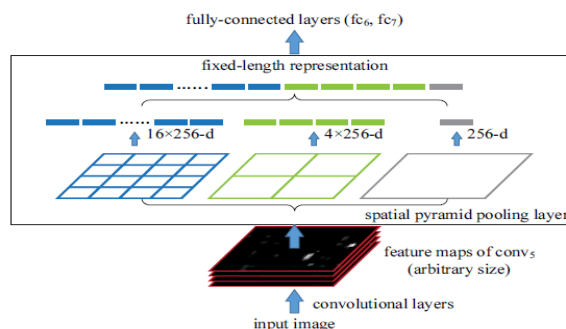 fully-connected layers (fc₆, fc₇)
fixed-length representation
......
......
16×256-d
4×256-d
256-d
spatial pyramid pooling layer
feature maps of conv₅
(arbitrary size)
convolutional layers
input image